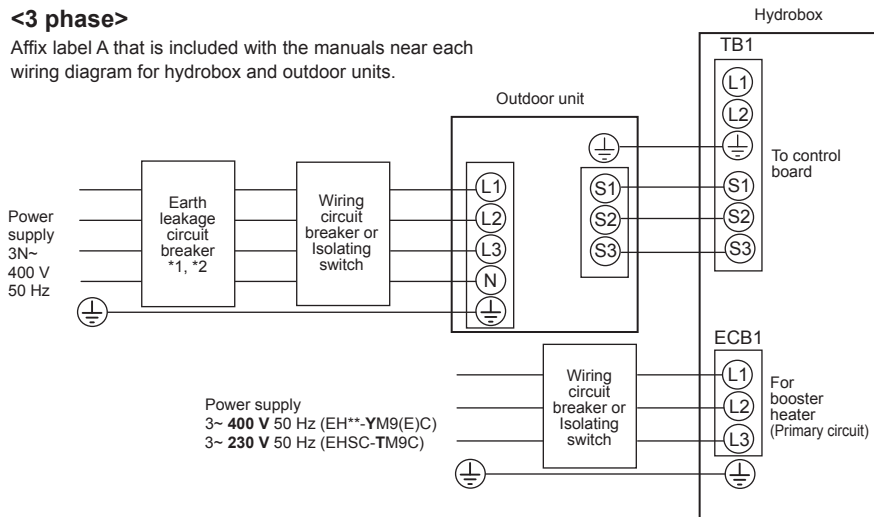 <3 phase>
Affix label A that is included with the manuals near each
wiring diagram for hydrobox and outdoor units.
Hydrobox
TB1
L1
L2
To control
board
S1
S2
S3
Outdoor unit
L1
L2
L3
N
S1
S2
S3
Power
supply
3N~
400 V
50 Hz
Earth
leakage
circuit
breaker
*1, *2
Wiring
circuit
breaker or
Isolating
switch
ECB1
L1
L2
L3
For
booster
heater
(Primary circuit)
Wiring
circuit
breaker or
Isolating
switch
Power supply
3~ 400 V 50 Hz (EH**-YM9(E)C)
3~ 230 V 50 Hz (EHSC-TM9C)